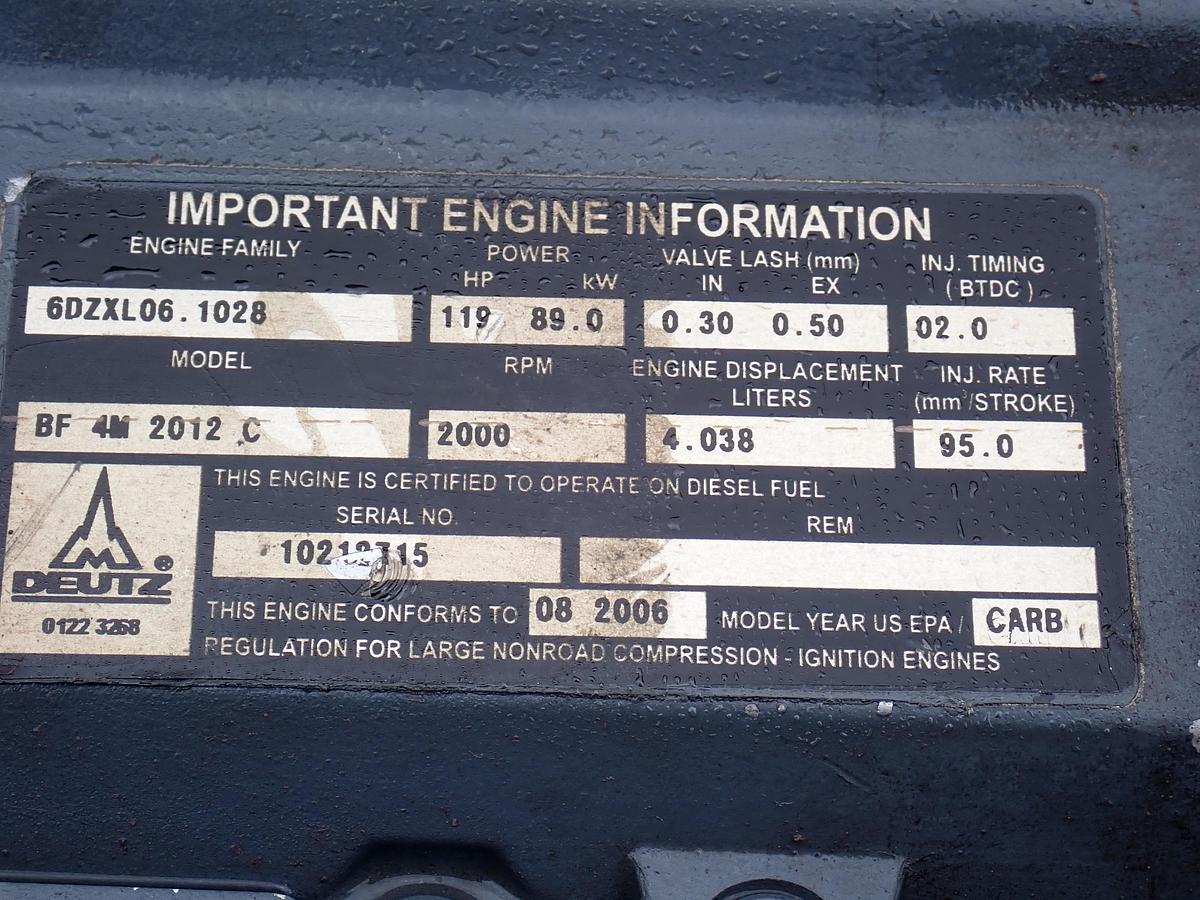 IMPORTANT ENGINE INFORMATION
ENGINE FAMILY POWER VALVE LASH (mm) INJ. TIMING
HP kW IN EX (BTDC)
6DZXL06.1028 119 89.0 0.30 0.50 02.0
MODEL RPM ENGINE DISPLACEMENT INJ. RATE
LITERS (mm³/STROKE)
BF 4M 2012 C 2000 4.038 95.0
THIS ENGINE IS CERTIFIED TO OPERATE ON DIESEL FUEL
SERIAL NO. REM
DEUTZ®
0122 3268
THIS ENGINE CONFORMS TO 08 2006 MODEL YEAR US EPA / CARB
REGULATION FOR LARGE NONROAD COMPRESSION - IGNITION ENGINES